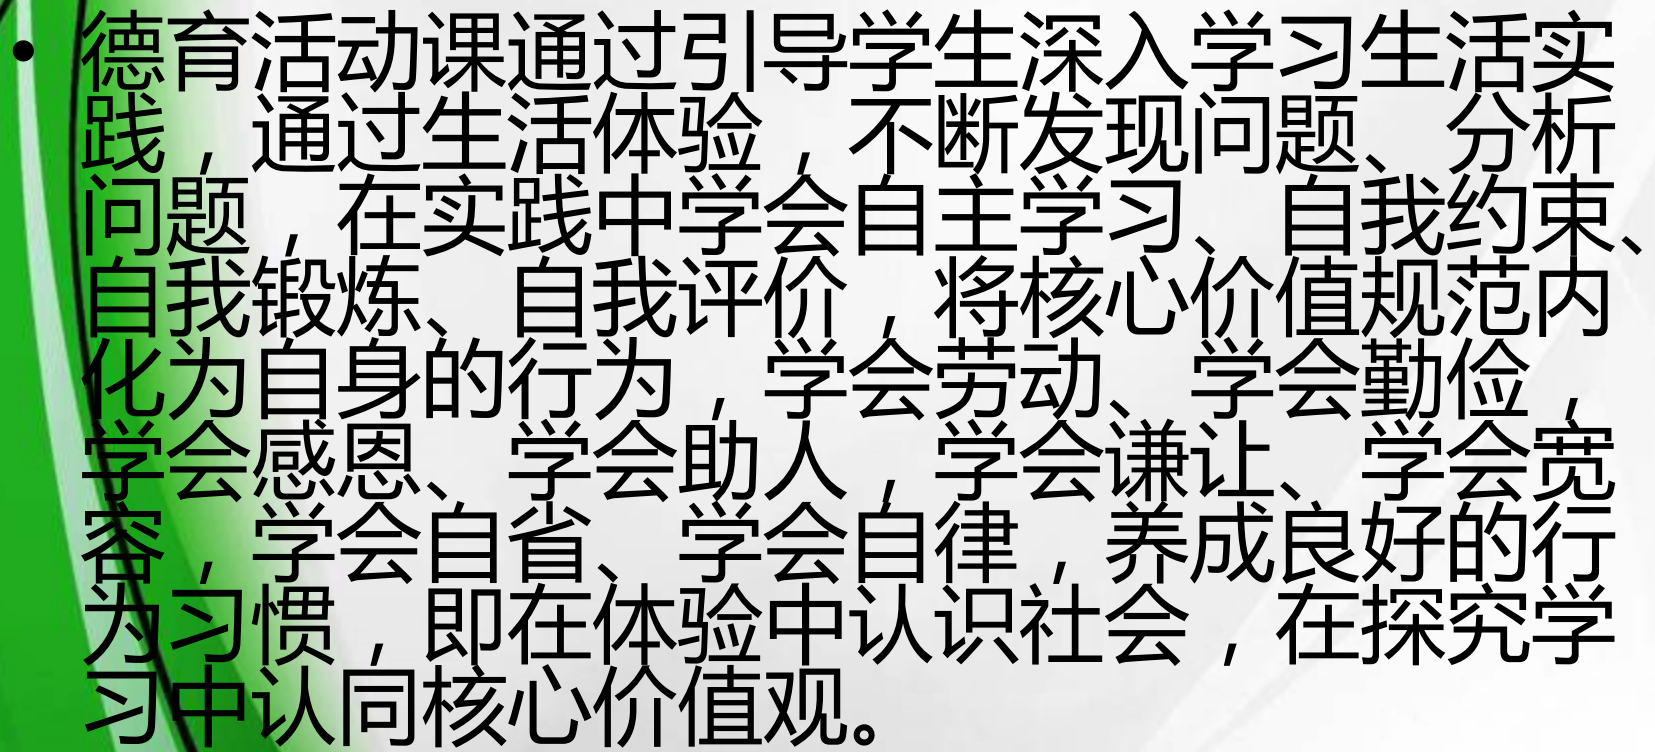 • 德育活动课通过引导学生深入学习生活实
践，通过生活体验，不断发现问题、分析
问题，在实践中学会自主学习、自我约束、
自我锻炼、自我评价，将核心价值规范内
化为自身的行为，学会劳动、学会勤俭，
学会感恩、学会助人，学会谦让、学会宽
容，学会自省、学会自律，养成良好的行
为习惯，即在体验中认识社会，在探究学
习中认同核心价值观。